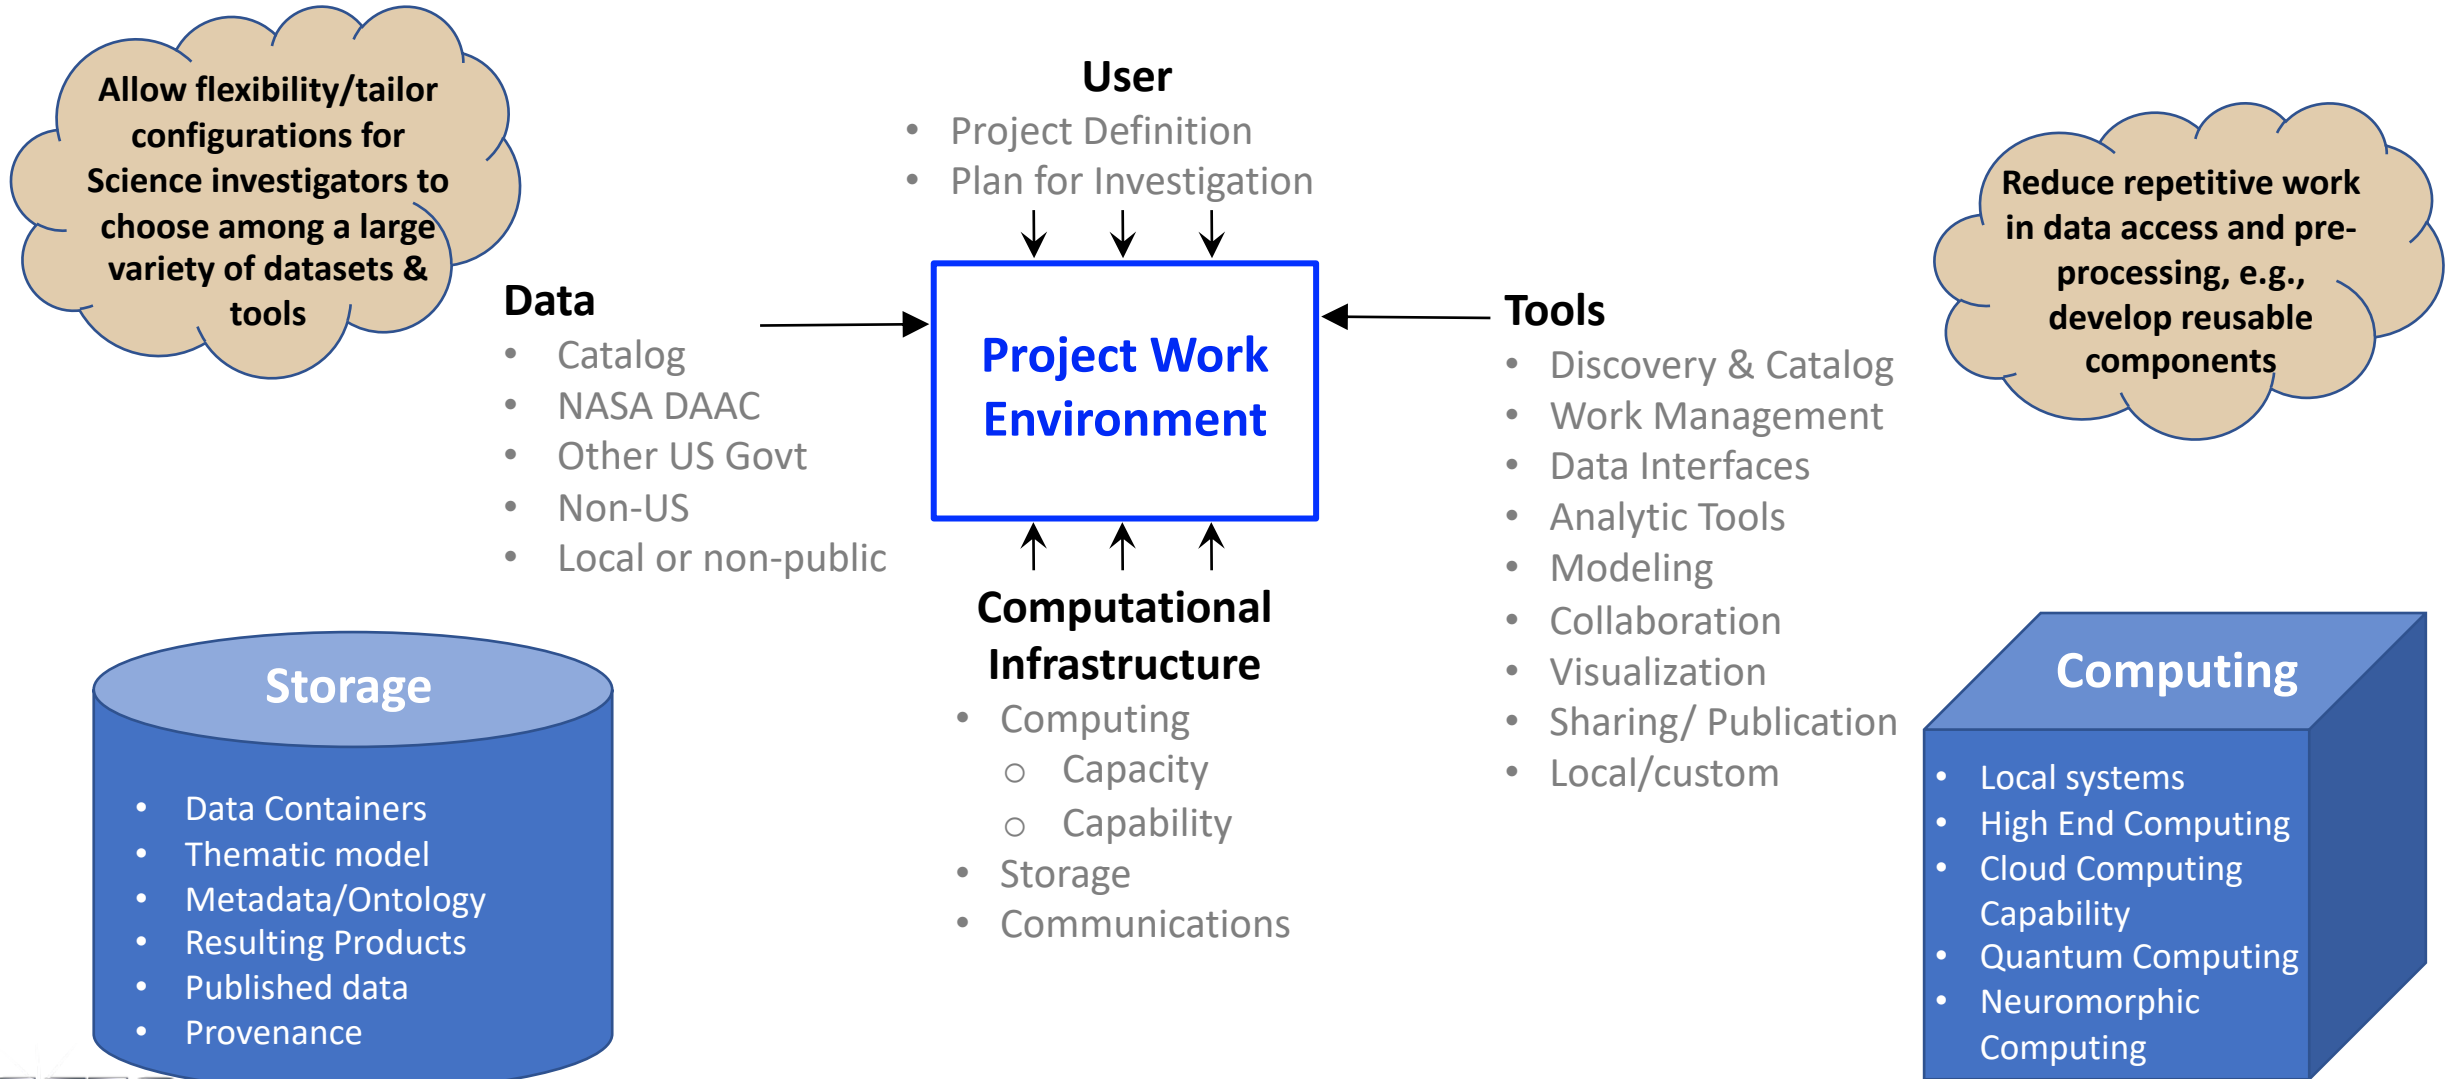 Allow flexibility/tailor
configurations for
Science investigators to
choose among a large
variety of datasets &
tools
User
• Project Definition
• Plan for Investigation
Reduce repetitive work
in data access and pre-
processing, e.g.,
develop reusable
components
Data
• Catalog
• NASA DAAC
• Other US Govt
• Non-US
• Local or non-public
Project Work
Environment
Tools
• Discovery & Catalog
• Work Management
• Data Interfaces
• Analytic Tools
• Modeling
• Collaboration
• Visualization
• Sharing/ Publication
• Local/custom
Computational
Infrastructure
• Computing
o Capacity
o Capability
• Storage
• Communications
Storage
• Data Containers
• Thematic model
• Metadata/Ontology
• Resulting Products
• Published data
• Provenance
Computing
• Local systems
• High End Computing
• Cloud Computing
Capability
• Quantum Computing
• Neuromorphic
Computing